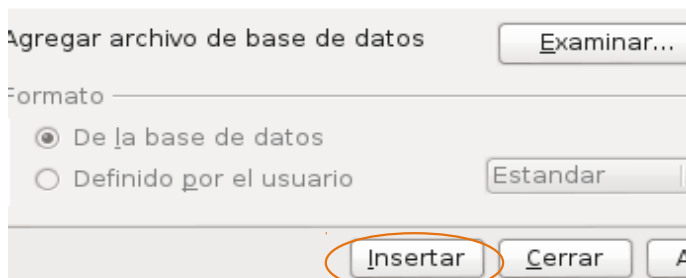 Agregar archivo de base de datos Examinar...
Formato
De la base de datos
Definido por el usuario Estandar
Insertar Cerrar A